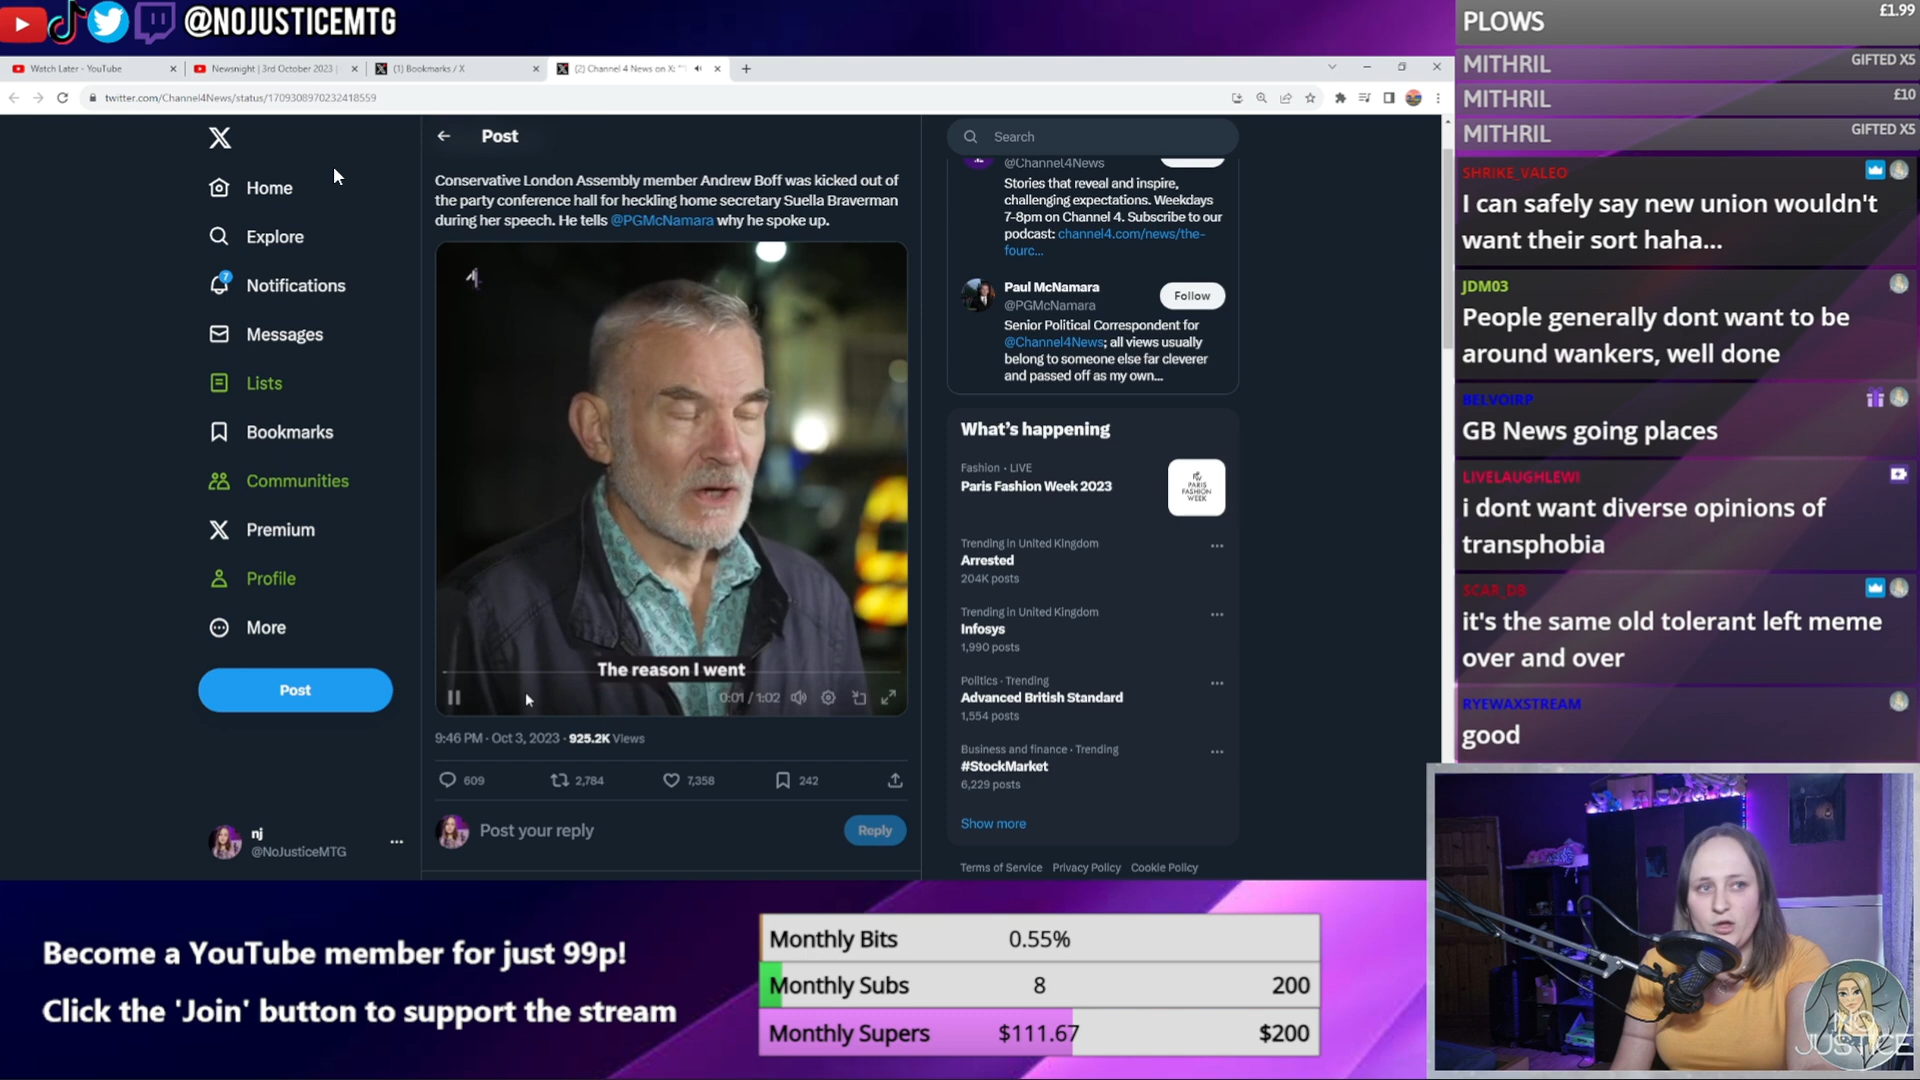 @NOJUSTICEMTG
Watch Later - YouTube
Newsnight | 3rd October 2023 |
(1) Bookmarks / X
(2) Channel 4 News on X: "
twitter.com/Channel4News/status/1709308970232418559
Home
Explore
7
Notifications
Messages
Lists
Bookmarks
Communities
Premium
Profile
More
Post
nj
@NoJusticeMTG
Post
Conservative London Assembly member Andrew Boff was kicked out of
the party conference hall for heckling home secretary Suella Braverman
during her speech. He tells @PGMcNamara why he spoke up.
The reason I went
0:01 / 1:02
9:46 PM · Oct 3, 2023 · 925.2K Views
609
2,784
7,358
242
Post your reply
Reply
Search
@Channel4News
Stories that reveal and inspire,
challenging expectations. Weekdays
7-8pm on Channel 4. Subscribe to our
podcast: channel4.com/news/the-
fourc...
Paul McNamara
@PGMcNamara
Follow
Senior Political Correspondent for
@Channel4News; all views usually
belong to someone else far cleverer
and passed off as my own...
What's happening
Fashion · LIVE
Paris Fashion Week 2023
PARIS
FASHION
WEEK
Trending in United Kingdom
Arrested
204K posts
Trending in United Kingdom
Infosys
1,990 posts
Politics · Trending
Advanced British Standard
1,554 posts
Business and finance · Trending
#StockMarket
6,229 posts
Show more
Terms of Service Privacy Policy Cookie Policy
PLOWS £1.99
MITHRIL GIFTED X5
MITHRIL £10
MITHRIL GIFTED X5
SHRIKE_VALEO
I can safely say new union wouldn't
want their sort haha...
JDM03
People generally dont want to be
around wankers, well done
BELVOIRP
GB News going places
LIVELAUGHLEWI
i dont want diverse opinions of
transphobia
SCAR_DB
it's the same old tolerant left meme
over and over
RYEWAXSTREAM
good
Become a YouTube member for just 99p!
Click the 'Join' button to support the stream
Monthly Bits 0.55%
Monthly Subs 8 200
Monthly Supers $111.67 $200
NO
JUSTICE